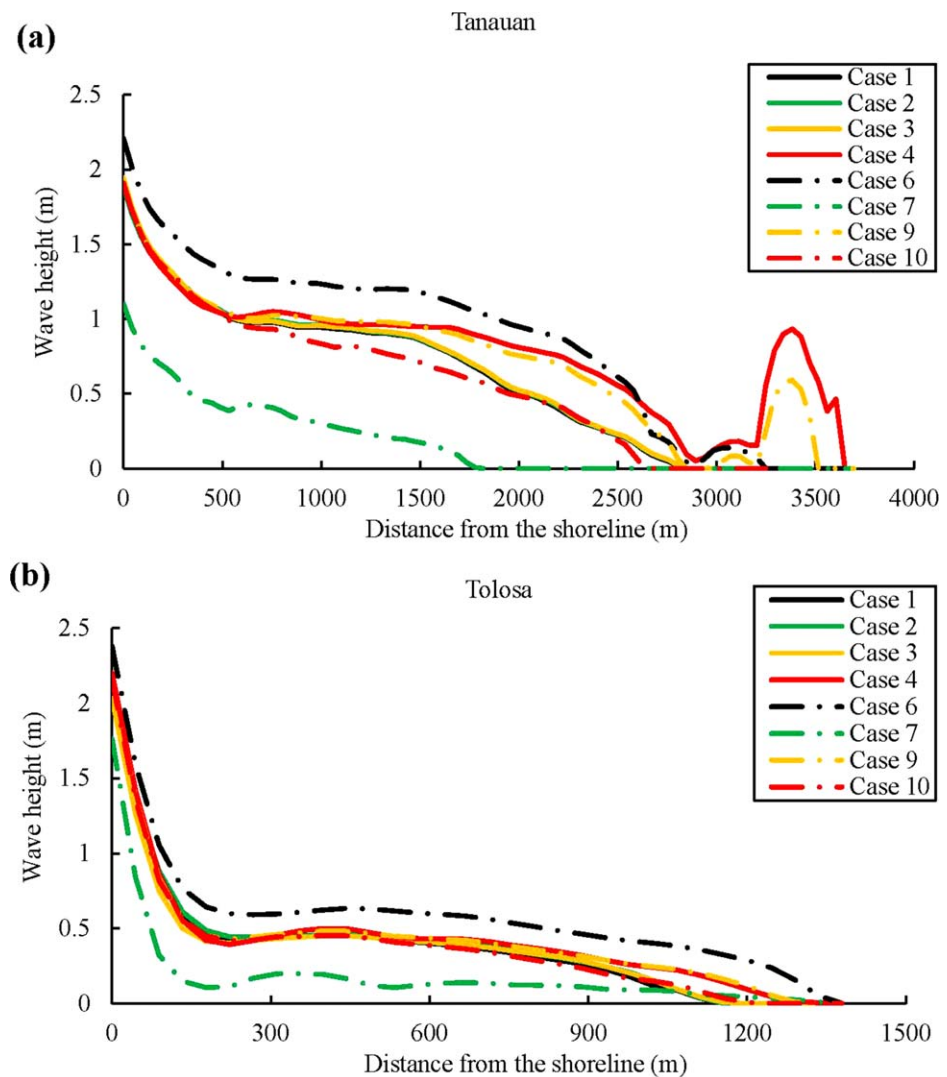 (a)
Tanauan
Case 1
Case 2
Case 3
Case 4
Case 6
Case 7
Case 9
Case 10
2.5
2
1.5
1
0.5
0
Wave height (m)
0 500 1000 1500 2000 2500 3000 3500 4000
Distance from the shoreline (m)
(b)
Tolosa
Case 1
Case 2
Case 3
Case 4
Case 6
Case 7
Case 9
Case 10
2.5
2
1.5
1
0.5
0
Wave height (m)
0 300 600 900 1200 1500
Distance from the shoreline (m)